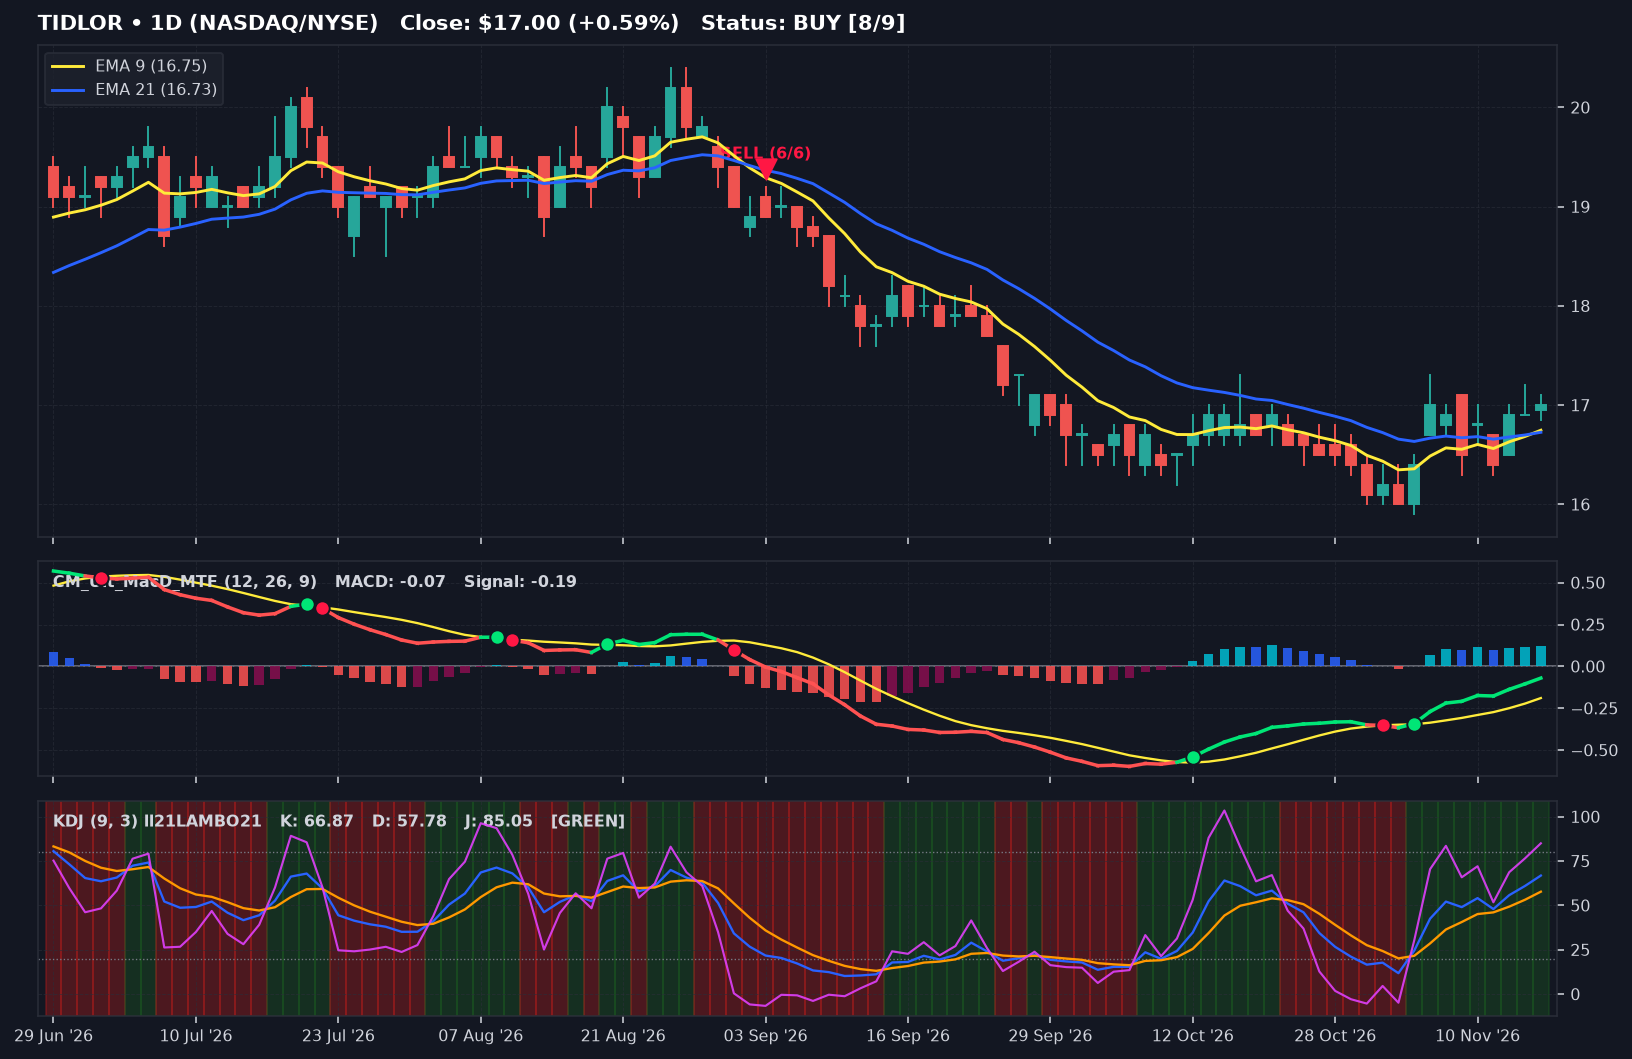 TIDLOR • 1D (NASDAQ/NYSE)   Close: $17.00 (+0.59%)   Status: BUY [8/9]
EMA 9 (16.75)
EMA 21 (16.73)
20
SELL (6/6)
19
18
17
16
CM_Ult_MacD_MTF (12, 26, 9)   MACD: -0.07   Signal: -0.19
0.50
0.25
0.00
−0.25
−0.50
KDJ (9, 3) II21LAMBO21   K: 66.87   D: 57.78   J: 85.05   [GREEN]
100
75
50
25
0
29 Jun '26   10 Jul '26   23 Jul '26   07 Aug '26   21 Aug '26   03 Sep '26   16 Sep '26   29 Sep '26   12 Oct '26   28 Oct '26   10 Nov '26